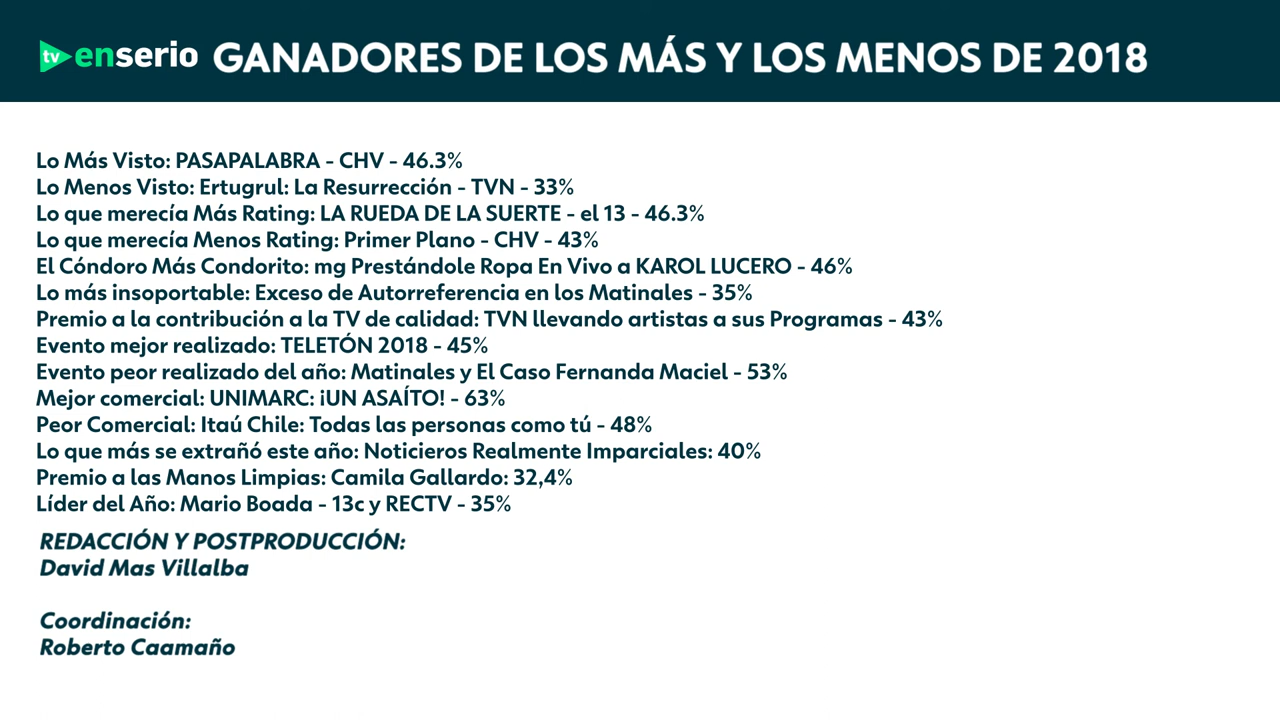 tv enserio GANADORES DE LOS MÁS Y LOS MENOS DE 2018
Lo Más Visto: PASAPALABRA - CHV - 46.3%
Lo Menos Visto: Ertugrul: La Resurrección - TVN - 33%
Lo que merecía Más Rating: LA RUEDA DE LA SUERTE - el 13 - 46.3%
Lo que merecía Menos Rating: Primer Plano - CHV - 43%
El Cóndoro Más Condorito: mg Prestándole Ropa En Vivo a KAROL LUCERO - 46%
Lo más insoportable: Exceso de Autorreferencia en los Matinales - 35%
Premio a la contribución a la TV de calidad: TVN llevando artistas a sus Programas - 43%
Evento mejor realizado: TELETÓN 2018 - 45%
Evento peor realizado del año: Matinales y El Caso Fernanda Maciel - 53%
Mejor comercial: UNIMARC: ¡UN ASAÍTO! - 63%
Peor Comercial: Itaú Chile: Todas las personas como tú - 48%
Lo que más se extrañó este año: Noticieros Realmente Imparciales: 40%
Premio a las Manos Limpias: Camila Gallardo: 32,4%
Líder del Año: Mario Boada - 13c y RECTV - 35%
REDACCIÓN Y POSTPRODUCCIÓN:
David Mas Villalba
Coordinación:
Roberto Caamaño